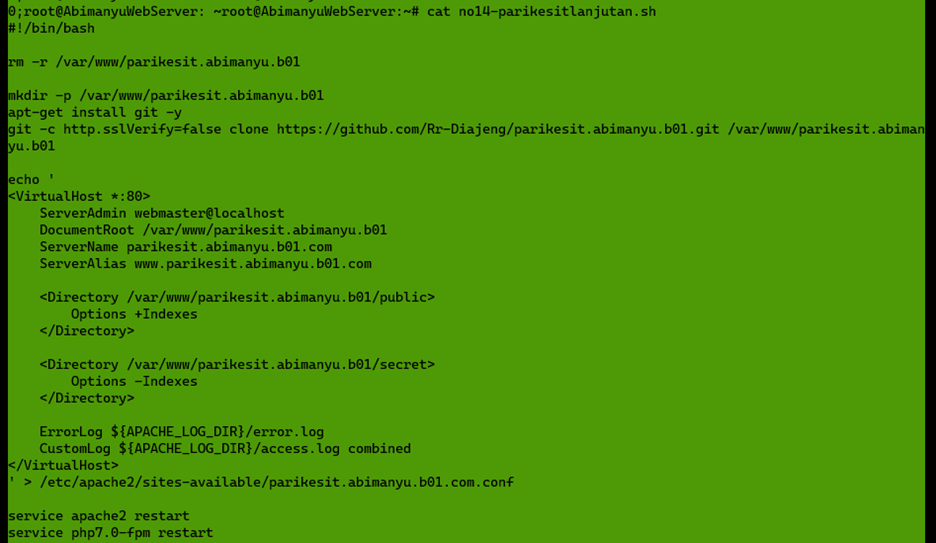 0;root@AbimanyuWebServer: ~root@AbimanyuWebServer:~# cat no14-parikesitlanjutan.sh
#!/bin/bash
rm -r /var/www/parikesit.abimanyu.b01
mkdir -p /var/www/parikesit.abimanyu.b01
apt-get install git -y
git -c http.sslVerify=false clone https://github.com/Rr-Diajeng/parikesit.abimanyu.b01.git /var/www/parikesit.abiman
yu.b01
echo '
<VirtualHost *:80>
    ServerAdmin webmaster@localhost
    DocumentRoot /var/www/parikesit.abimanyu.b01
    ServerName parikesit.abimanyu.b01.com
    ServerAlias www.parikesit.abimanyu.b01.com
    <Directory /var/www/parikesit.abimanyu.b01/public>
        Options +Indexes
    </Directory>
    <Directory /var/www/parikesit.abimanyu.b01/secret>
        Options -Indexes
    </Directory>
    ErrorLog ${APACHE_LOG_DIR}/error.log
    CustomLog ${APACHE_LOG_DIR}/access.log combined
</VirtualHost>
' > /etc/apache2/sites-available/parikesit.abimanyu.b01.com.conf
service apache2 restart
service php7.0-fpm restart